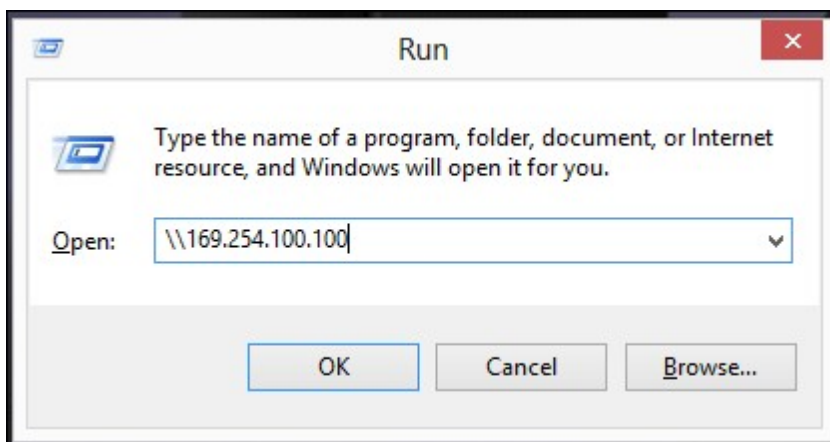 Run
Type the name of a program, folder, document, or Internet
resource, and Windows will open it for you.
Open: \\169.254.100.100
OK Cancel Browse...